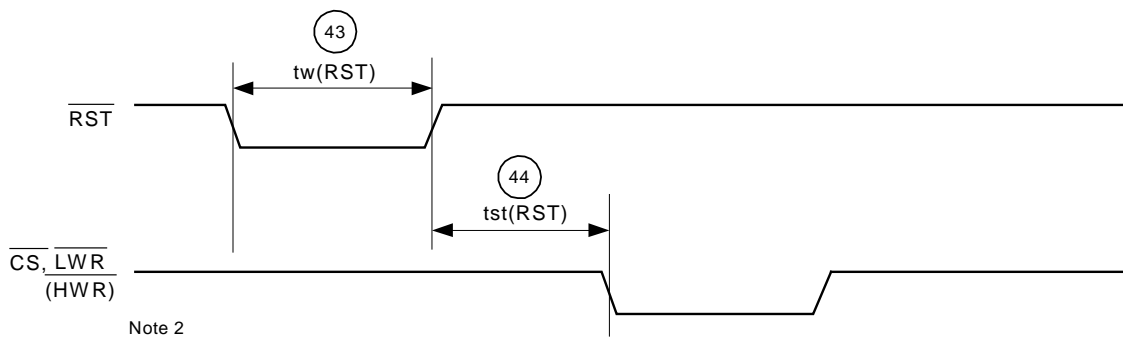 43
tw(RST)
RST
44
tst(RST)
CS, LWR
(HWR)
Note 2